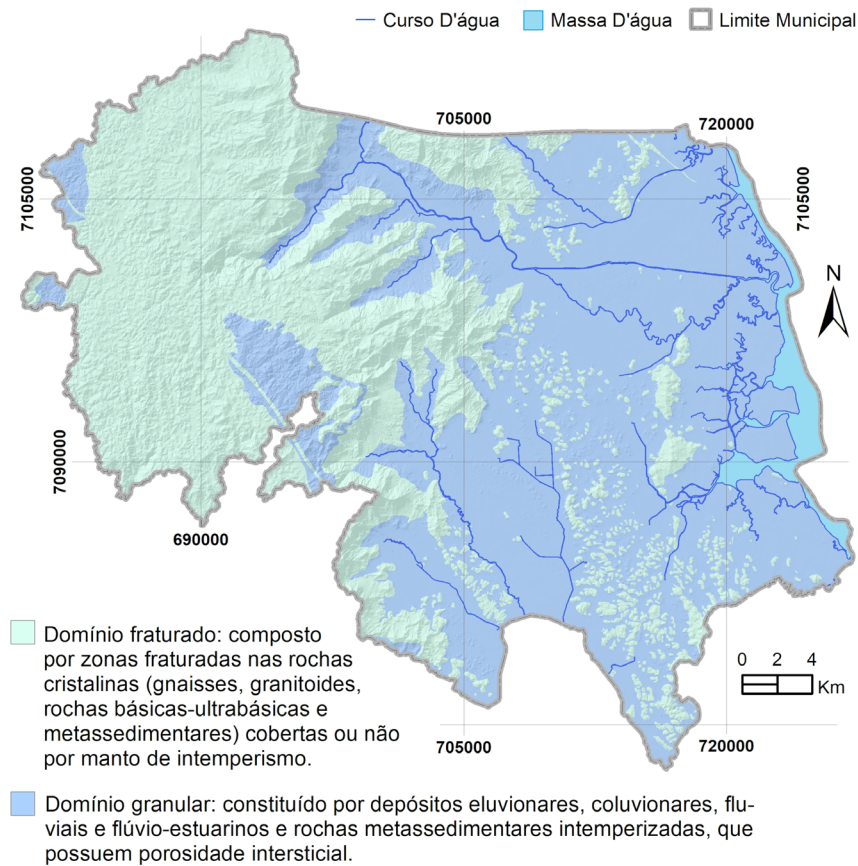 Curso D'água
Massa D'água
Limite Municipal
705000
720000
7105000
7105000
N
7090000
690000
0 2 4
Km
705000
720000
Domínio fraturado: composto
por zonas fraturadas nas rochas
cristalinas (gnaisses, granitoides,
rochas básicas-ultrabásicas e
metassedimentares) cobertas ou não
por manto de intemperismo.
Domínio granular: constituído por depósitos eluvionares, coluvionares, flu-
viais e flúvio-estuarinos e rochas metassedimentares intemperizadas, que
possuem porosidade intersticial.